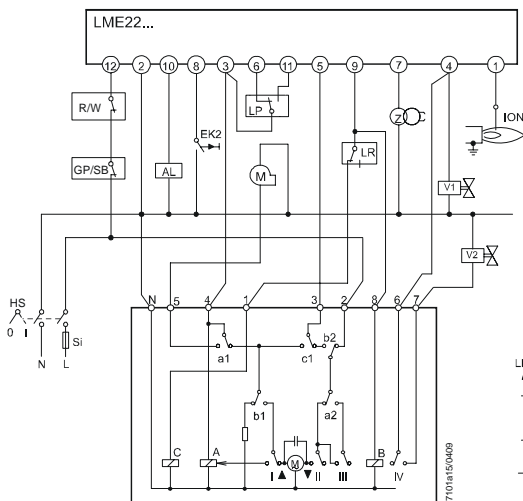 LME22...
12 2 10 8 3 6 11 5 9 7 4 1
R/W
LP
Z
ION
EK2
LR
GP/SB
AL
M
V1
V2
HS
0 I
Si
N L
N 5 4 1 3 2 8 6 7
a1 c1 b2
b1 a2
C A I M II III B IV
7101a15/0409